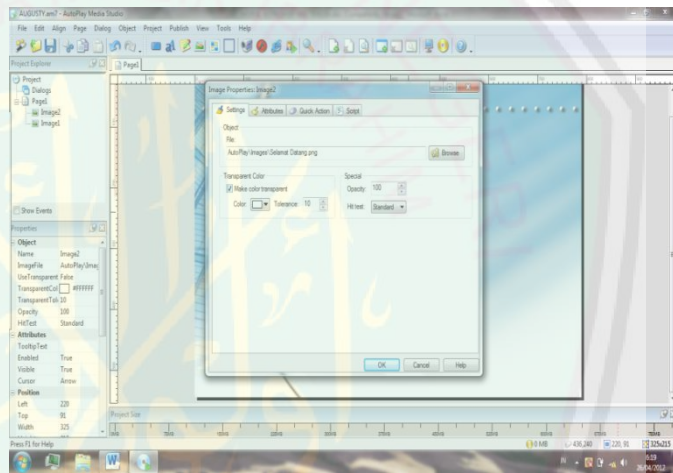 AUGUSTY.am7 - AutoPlay Media Studio
File Edit Align Page Dialog Object Project Publish View Tools Help
Project Explorer
Page1
Project
Dialogs
Page1
Image2
Image1
Show Events
Properties
Object
Name Image2
ImageFile AutoPlay\Imag
UseTransparent False
TransparentCol #FFFFFF
TransparentTol 10
Opacity 100
HitTest Standard
Attributes
TooltipText
Enabled True
Visible True
Cursor Arrow
Position
Left 220
Top 91
Width 325
Image Properties: Image2
Settings Attributes Quick Action Script
Object
File:
AutoPlay\Images\Selamat Datang.png Browse
Transparent Color Special
Make color transparent Opacity: 100
Color: Tolerance: 10 Hit test: Standard
OK Cancel Help
Project Size
Press F1 for Help 0 MB 430,240 220, 91 325x215
6:19
26/04/2012